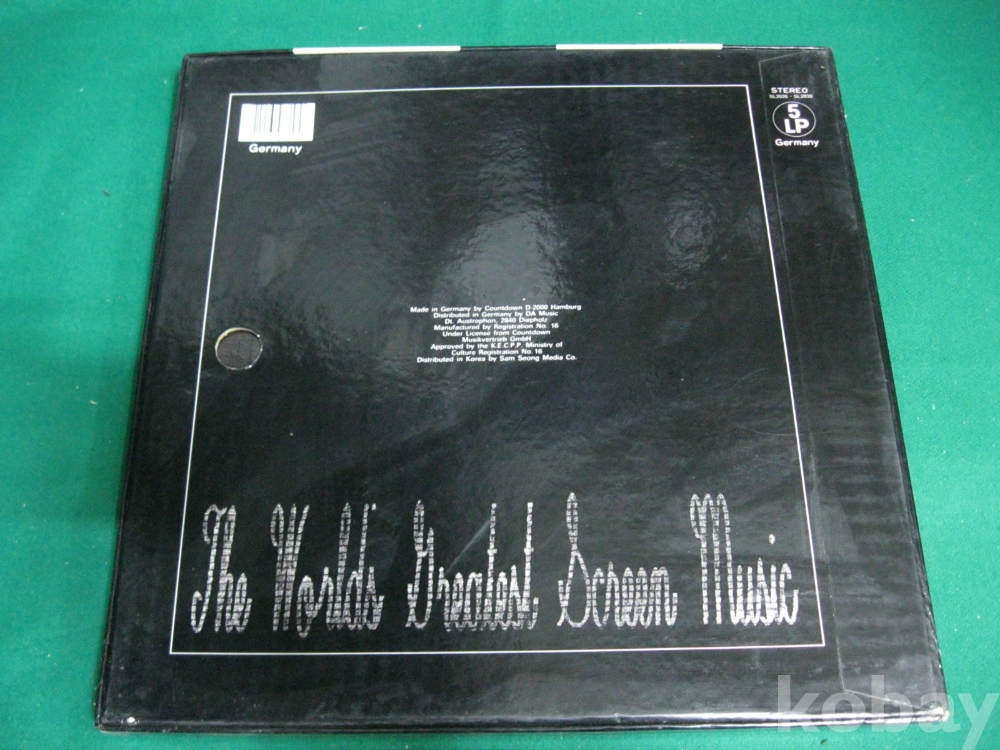 STEREO
SL2026 - SL2030
5
LP
Germany
Germany
Made in Germany by Countdown D-2000 Hamburg
Distributed in Germany by DA Music
Dt. Austrophon, 2840 Diepholz
Manufactured by Registration No. 16
Under License from Countdown
Musikvertrieb GmbH
Approved by the K.E.C.P.P. Ministry of
Culture Registration No. 16
Distributed in Korea by Sam Seong Media Co.
The World's Greatest Screen Music
kobay